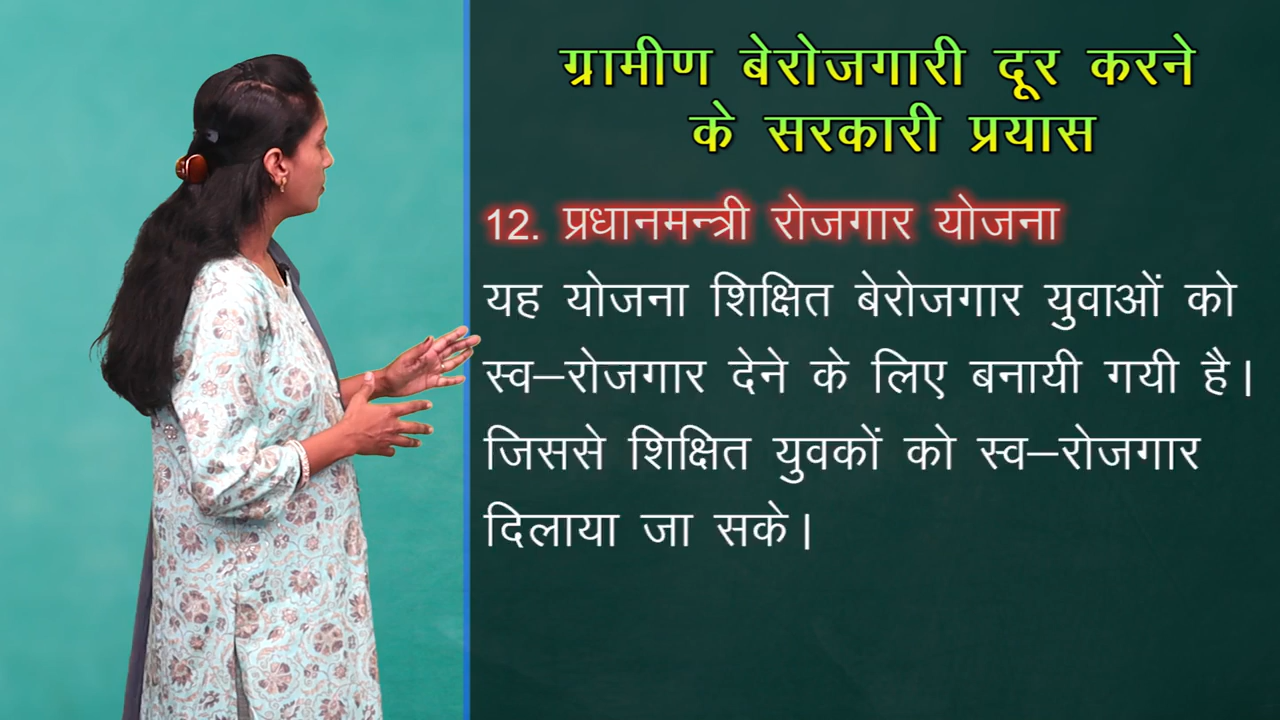 ग्रामीण बेरोजगारी दूर करने
के सरकारी प्रयास
12. प्रधानमन्त्री रोजगार योजना
यह योजना शिक्षित बेरोजगार युवाओं को
स्व–रोजगार देने के लिए बनायी गयी है।
जिससे शिक्षित युवकों को स्व–रोजगार
दिलाया जा सके।